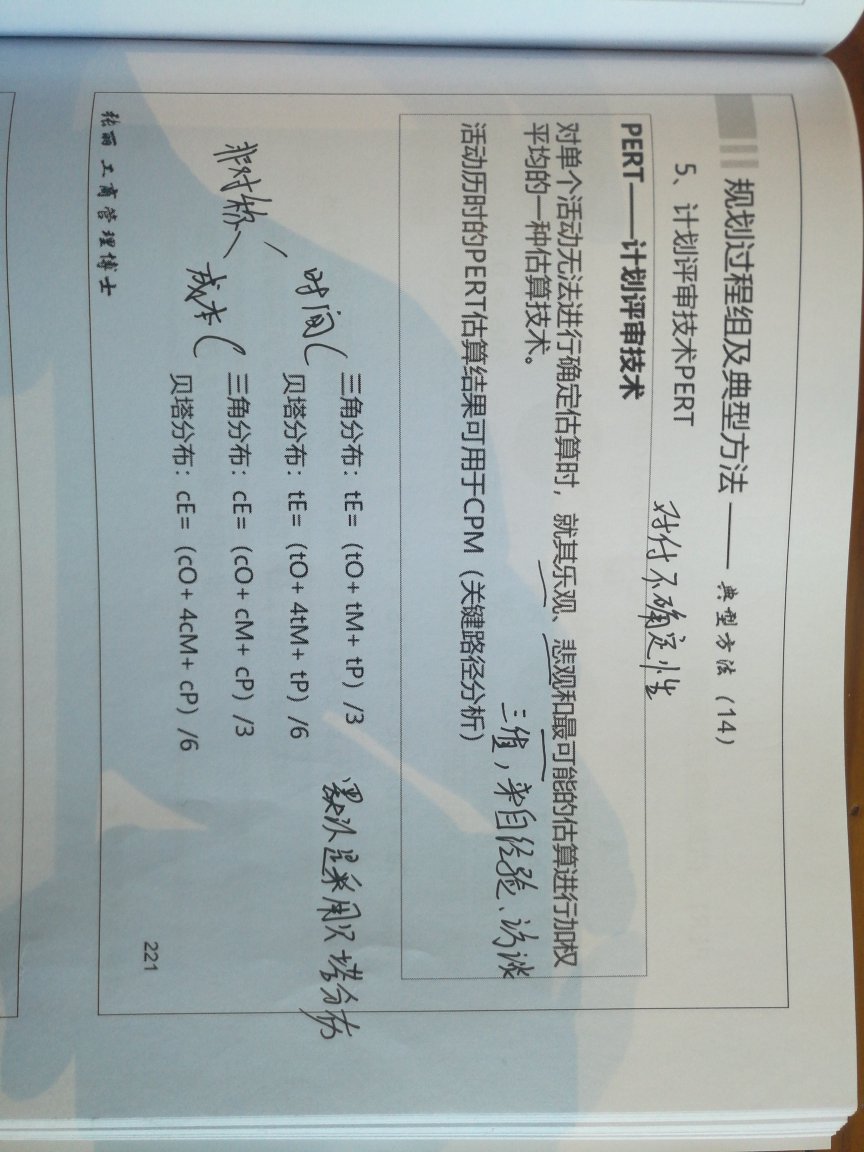 规划过程组及典型方法 —— 典型方法（14）
5、计划评审技术PERT
对付不确定性
PERT——计划评审技术
对单个活动无法进行确定估算时，就其乐观、悲观和最可能的估算进行加权
平均的一种估算技术。
三值，来自经验、访谈
活动历时的PERT估算结果可用于CPM（关键路径分析）
时间
三角分布：tE=（tO+ tM+ tP）/3
贝塔分布：tE=（tO+ 4tM+ tP）/6
默认是采用贝塔分布
非对称
成本
三角分布：cE=（cO+ cM+ cP）/3
贝塔分布：cE=（cO+ 4cM+ cP）/6
221
张丽 工商管理博士